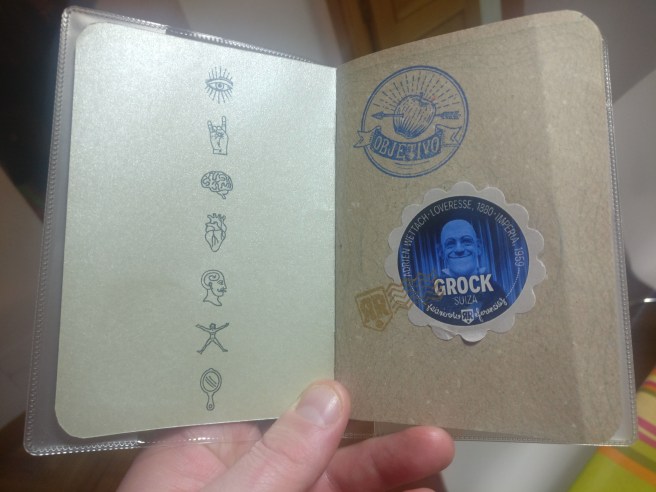 OBJETIVO
ADRIEN WETTACH - LOVERESSE, 1880 - IMPERIA, 1959
GROCK
SUIZA